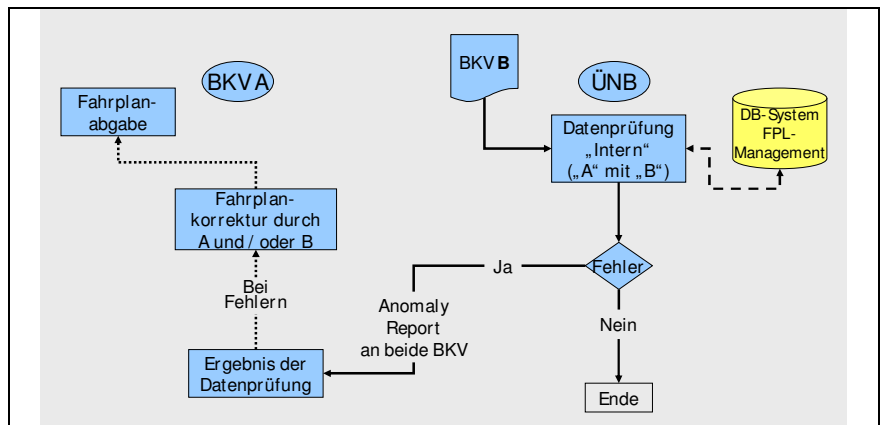 BKV A
BKV B
ÜNB
Fahrplan-
abgabe
DB-System
FPL-
Management
Datenprüfung
„Intern“
(„A“ mit „B“)
Fahrplan-
korrektur durch
A und / oder B
Ja
Fehler
Bei
Fehlern
Anomaly
Report
an beide BKV
Nein
Ergebnis der
Datenprüfung
Ende